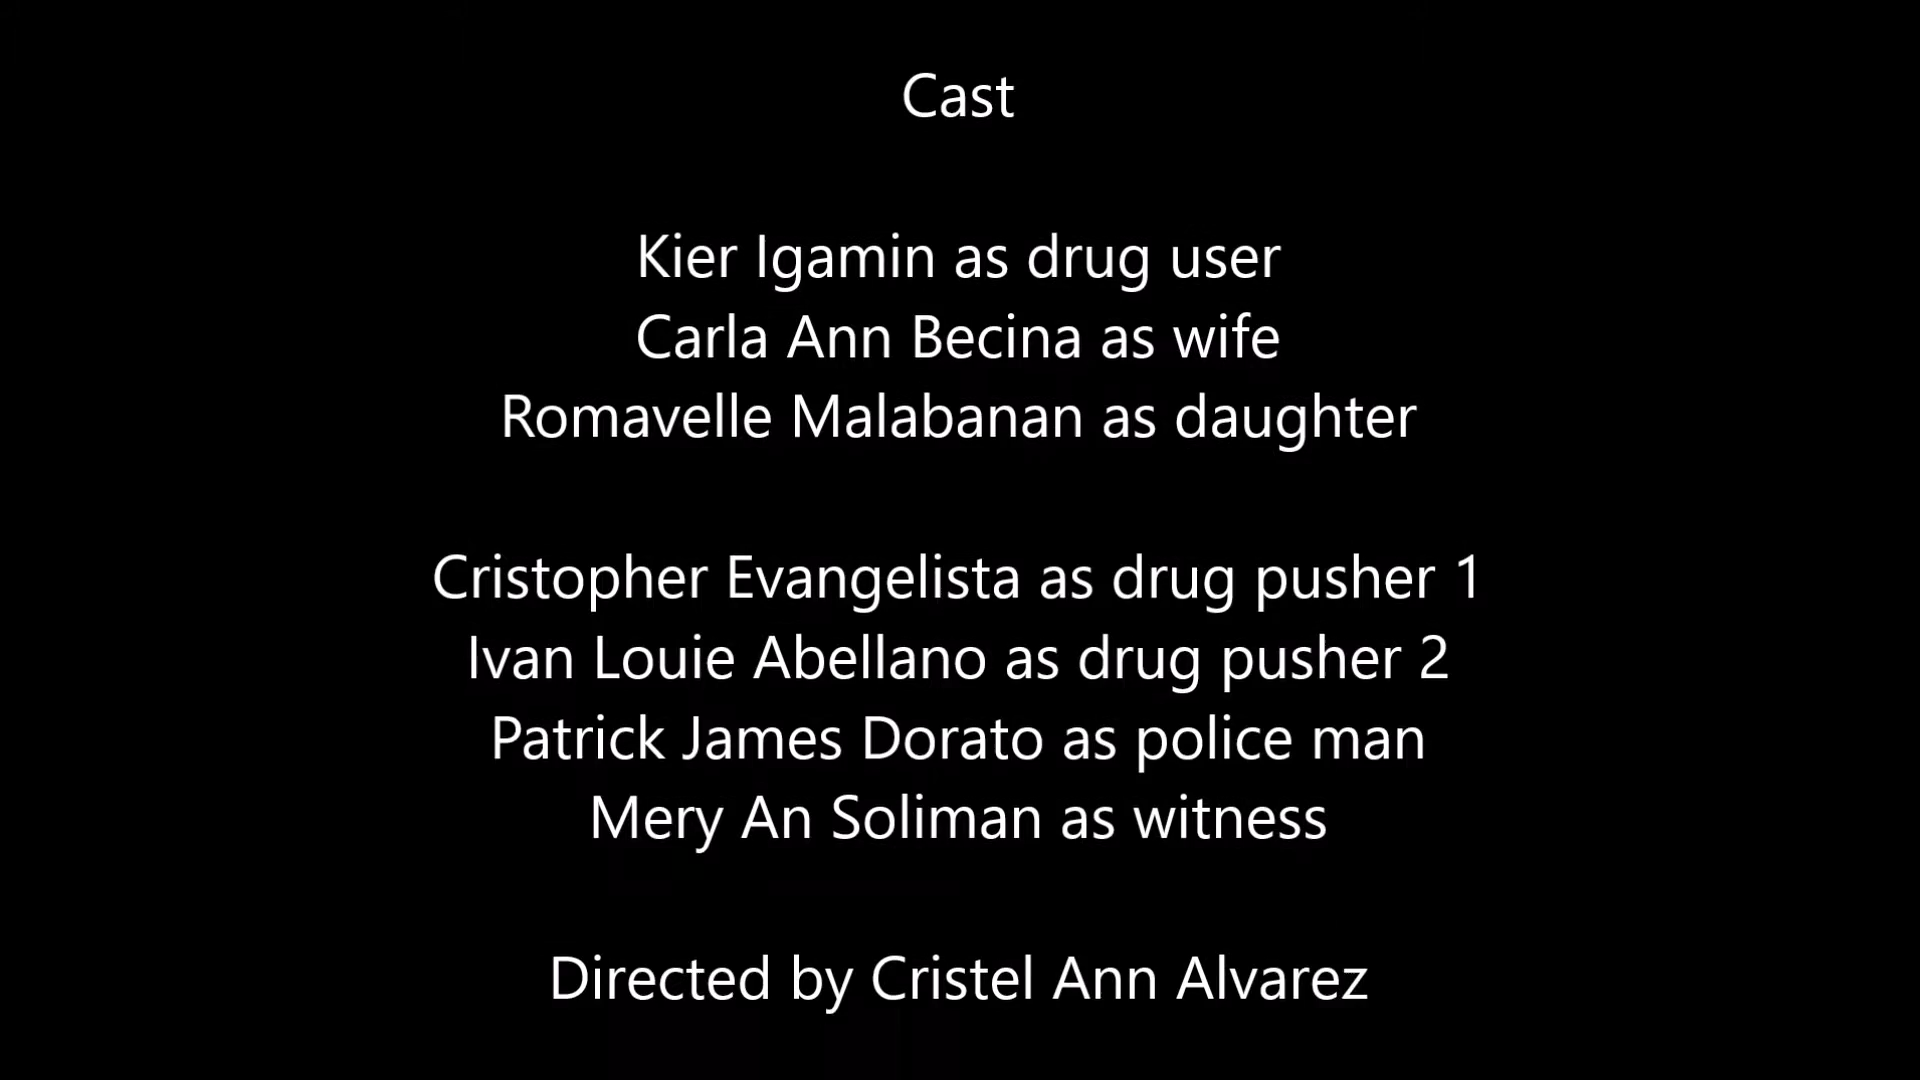 Cast
Kier Igamin as drug user
Carla Ann Becina as wife
Romavelle Malabanan as daughter
Cristopher Evangelista as drug pusher 1
Ivan Louie Abellano as drug pusher 2
Patrick James Dorato as police man
Mery An Soliman as witness
Directed by Cristel Ann Alvarez